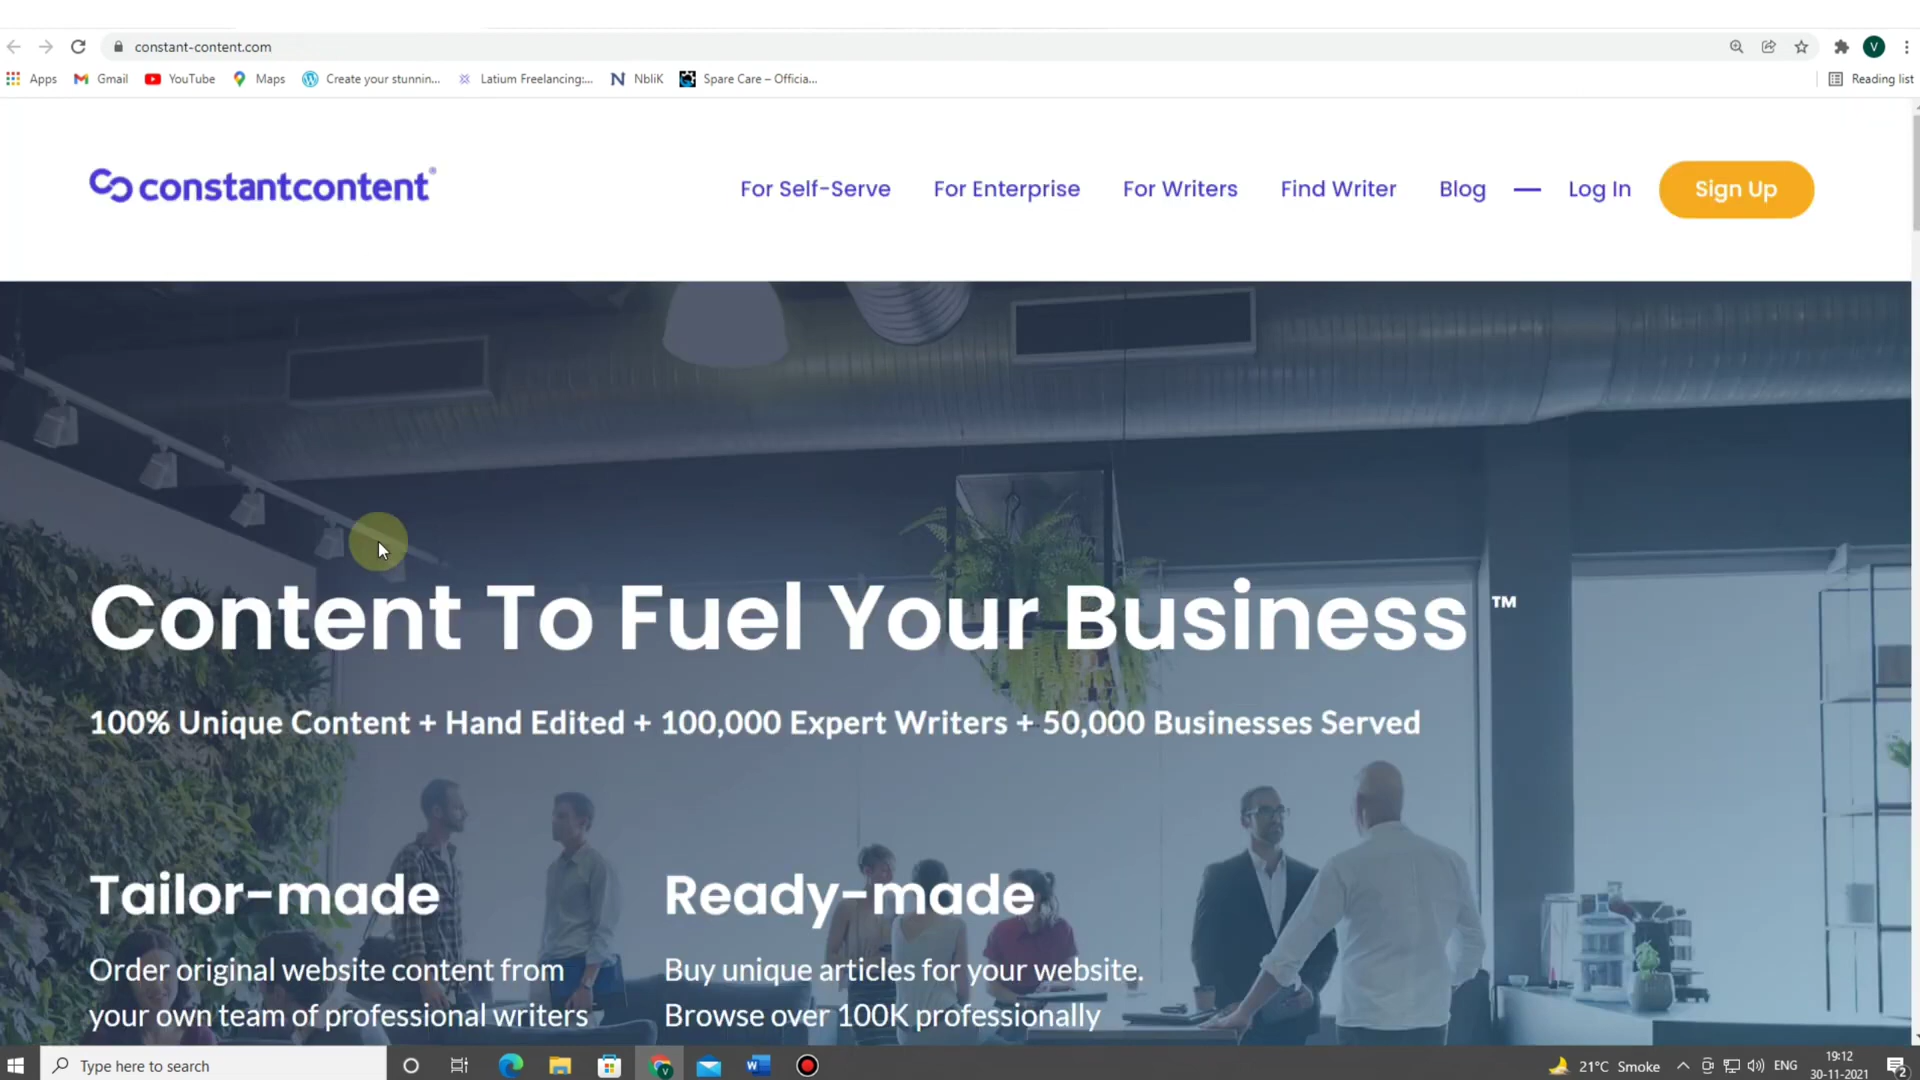 constant-content.com
V
Apps Gmail YouTube Maps Create your stunnin... Latium Freelancing:... N NbliK Spare Care – Officia... Reading list
constantcontent®
For Self-Serve For Enterprise For Writers Find Writer Blog — Log In Sign Up
Content To Fuel Your Business ™
100% Unique Content + Hand Edited + 100,000 Expert Writers + 50,000 Businesses Served
Tailor-made
Order original website content from
your own team of professional writers
Ready-made
Buy unique articles for your website.
Browse over 100K professionally
Type here to search
21°C Smoke ENG
19:12
30-11-2021
2